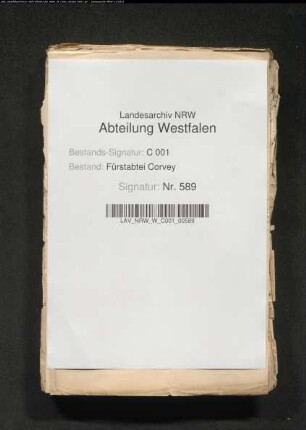 Landesarchiv NRW
Abteilung Westfalen
Bestands-Signatur: C 001
Bestand: Fürstabtei Corvey
Signatur: Nr. 589
LAV_NRW_W_C001_00589